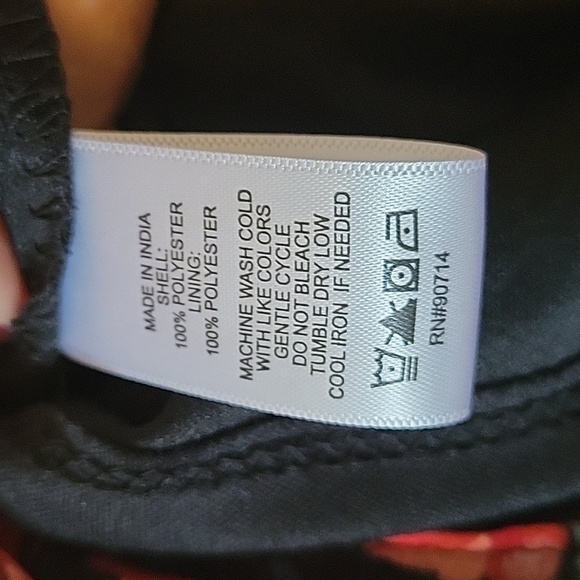 MADE IN INDIA
SHELL:
100% POLYESTER
LINING:
100% POLYESTER
MACHINE WASH COLD
WITH LIKE COLORS
GENTLE CYCLE
DO NOT BLEACH
TUMBLE DRY LOW
COOL IRON IF NEEDED
RN#90714